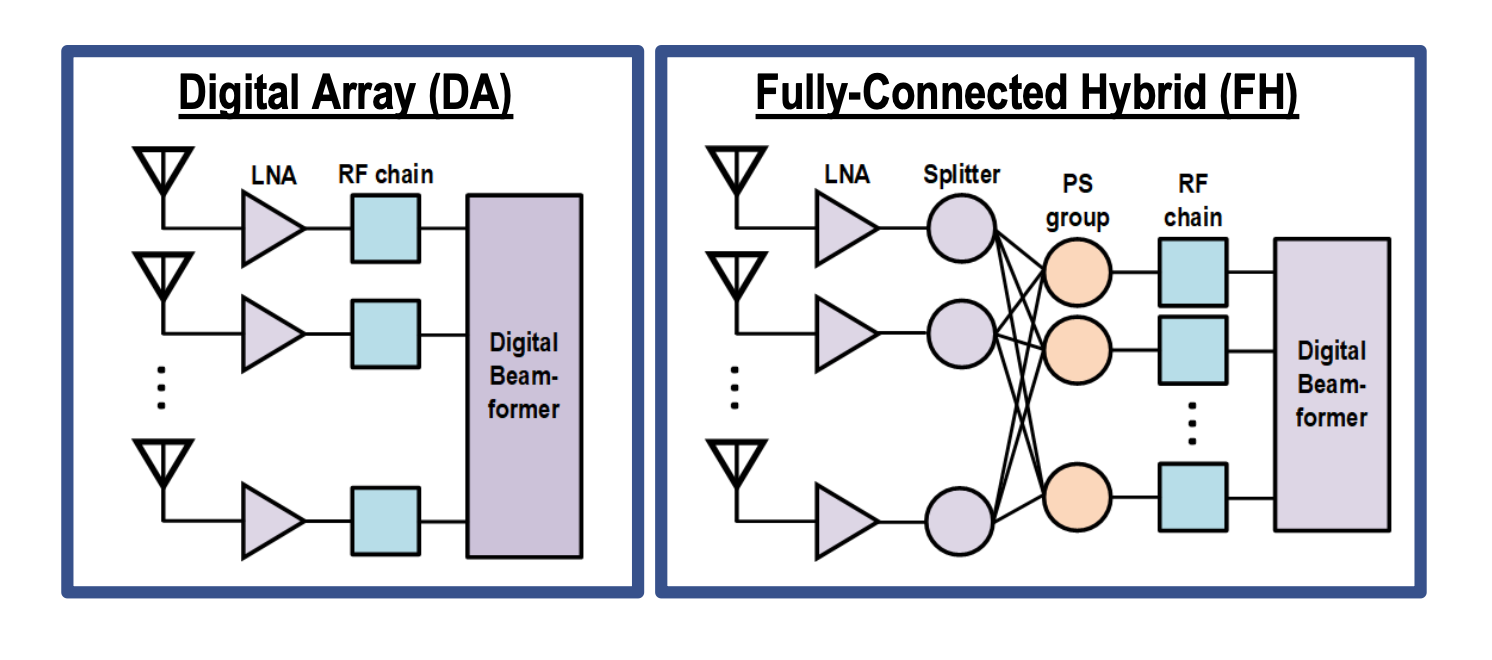 Digital Array (DA)
LNA
RF chain
Digital
Beam-
former
Fully-Connected Hybrid (FH)
LNA
Splitter
PS
group
RF
chain
Digital
Beam-
former